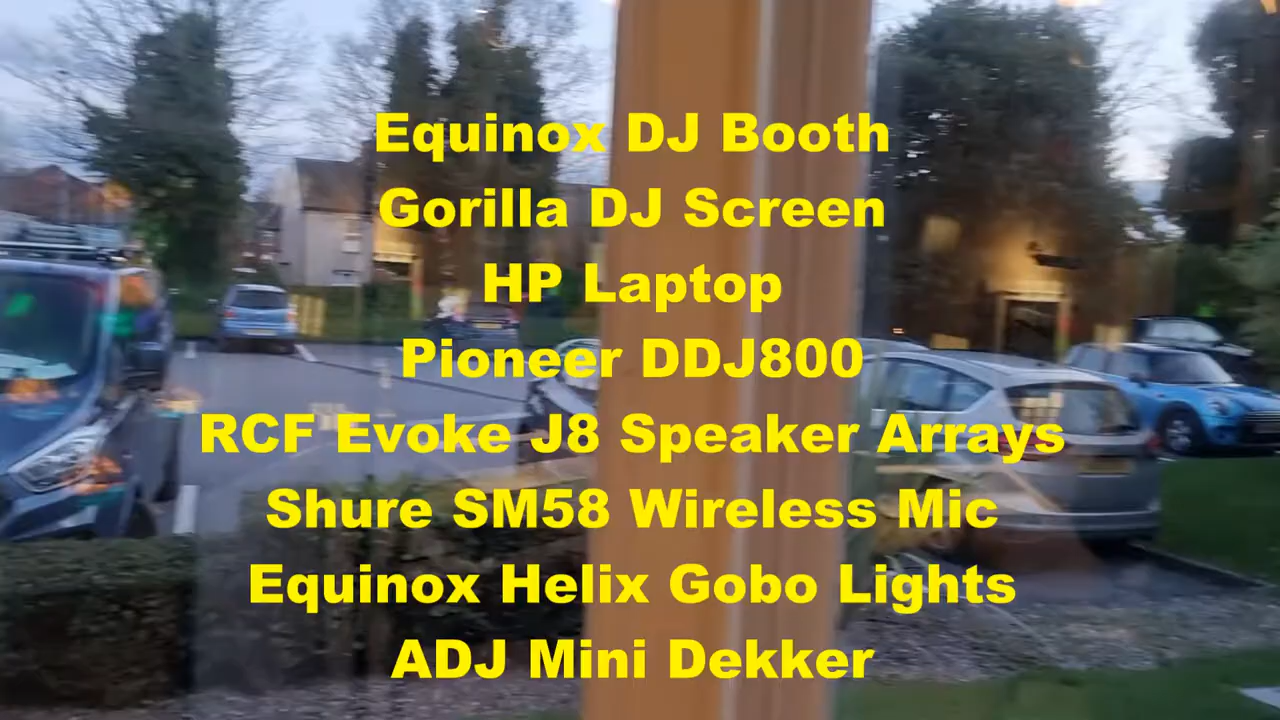 Equinox DJ Booth
Gorilla DJ Screen
HP Laptop
Pioneer DDJ800
RCF Evoke J8 Speaker Arrays
Shure SM58 Wireless Mic
Equinox Helix Gobo Lights
ADJ Mini Dekker